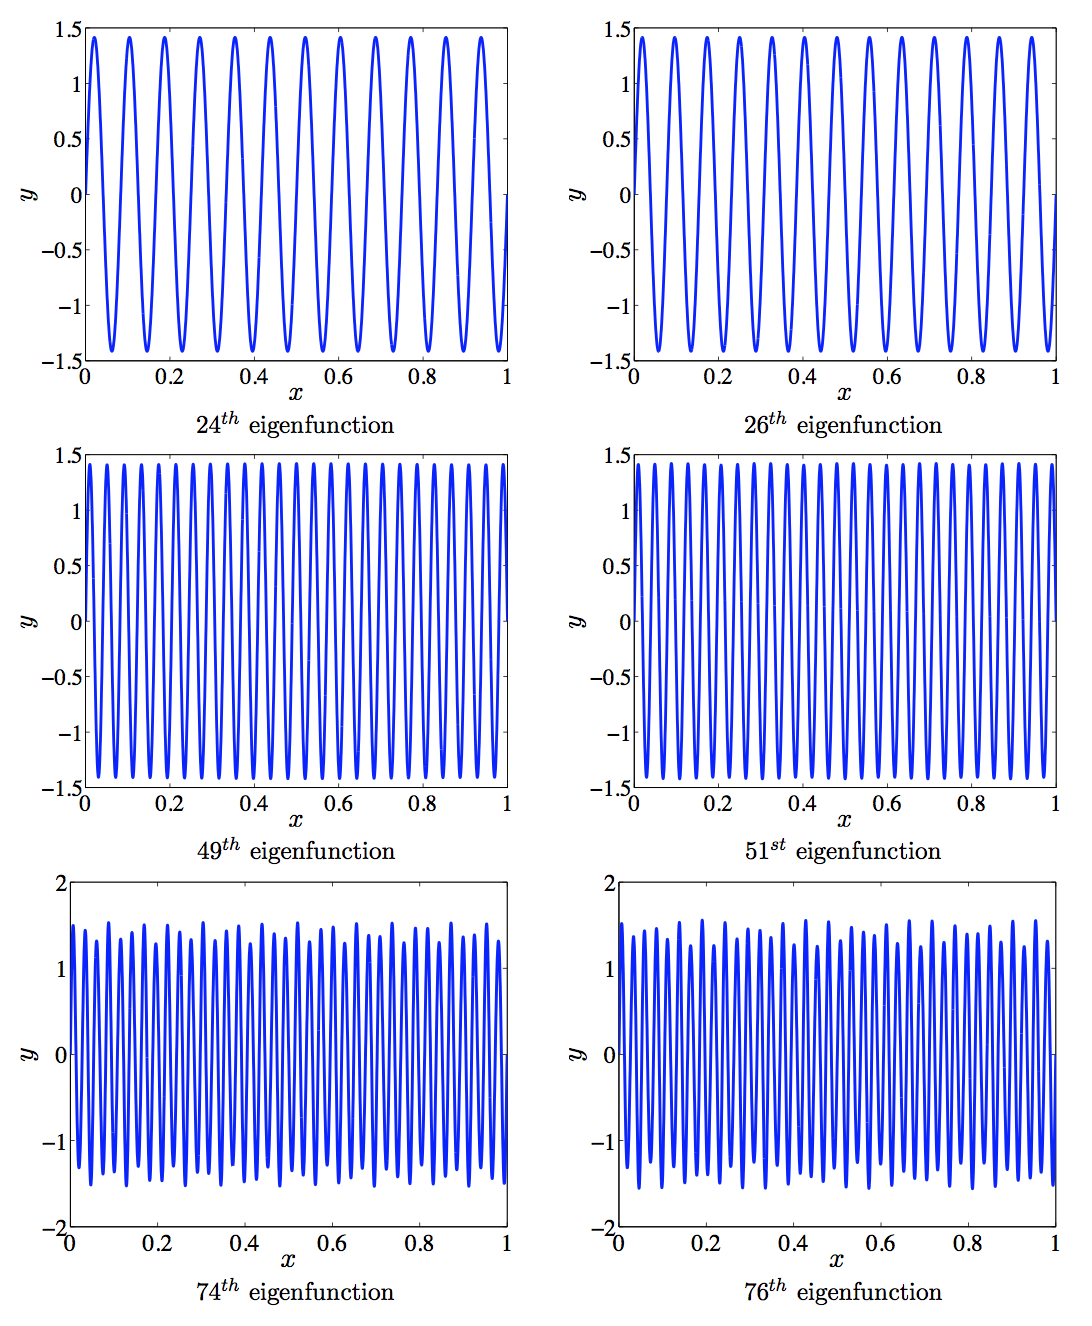 1.5 1.5
1 1
0.5 0.5
y 0 y 0
−0.5 −0.5
−1 −1
−1.5 −1.5
0 0.2 0.4 0.6 0.8 1 0 0.2 0.4 0.6 0.8 1
x x
24th eigenfunction 26th eigenfunction
1.5 1.5
1 1
0.5 0.5
y 0 y 0
−0.5 −0.5
−1 −1
−1.5 −1.5
0 0.2 0.4 0.6 0.8 1 0 0.2 0.4 0.6 0.8 1
x x
49th eigenfunction 51st eigenfunction
2 2
1 1
y 0 y 0
−1 −1
−2 −2
0 0.2 0.4 0.6 0.8 1 0 0.2 0.4 0.6 0.8 1
x x
74th eigenfunction 76th eigenfunction